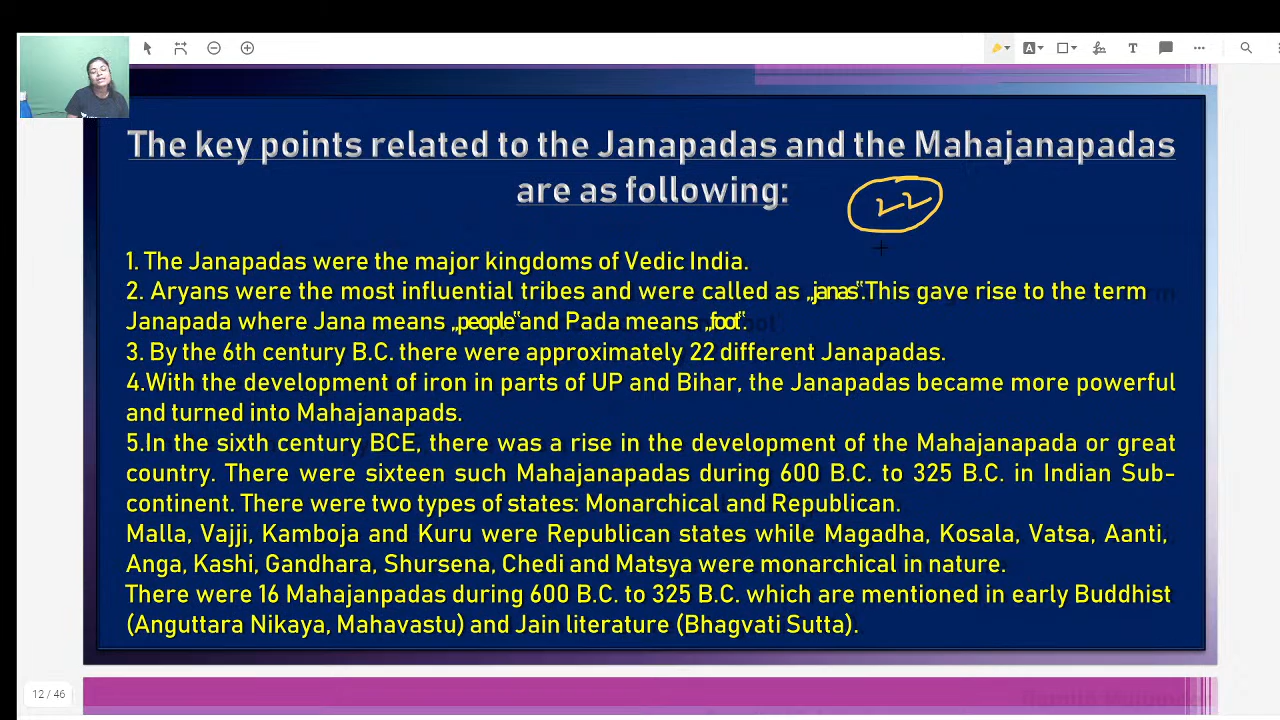 The key points related to the Janapadas and the Mahajanapadas
are as following:
22
1. The Janapadas were the major kingdoms of Vedic India.
2. Aryans were the most influential tribes and were called as „janas‟.This gave rise to the term
Janapada where Jana means „people‟ and Pada means „foot‟.
3. By the 6th century B.C. there were approximately 22 different Janapadas.
4.With the development of iron in parts of UP and Bihar, the Janapadas became more powerful
and turned into Mahajanapads.
5.In the sixth century BCE, there was a rise in the development of the Mahajanapada or great
country. There were sixteen such Mahajanapadas during 600 B.C. to 325 B.C. in Indian Sub-
continent. There were two types of states: Monarchical and Republican.
Malla, Vajji, Kamboja and Kuru were Republican states while Magadha, Kosala, Vatsa, Aanti,
Anga, Kashi, Gandhara, Shursena, Chedi and Matsya were monarchical in nature.
There were 16 Mahajanpadas during 600 B.C. to 325 B.C. which are mentioned in early Buddhist
(Anguttara Nikaya, Mahavastu) and Jain literature (Bhagvati Sutta).
12 / 46